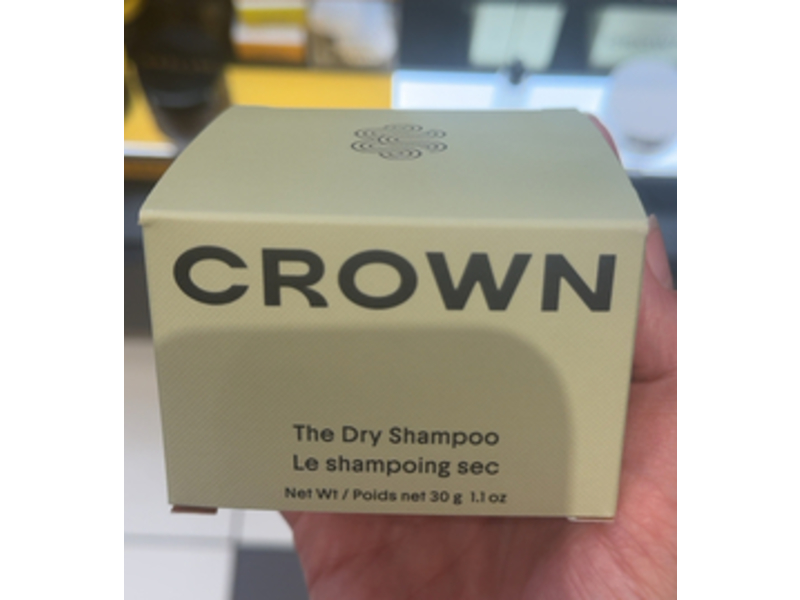 CROWN
The Dry Shampoo
Le shampoing sec
Net Wt / Poids net 30 g 1.1 oz